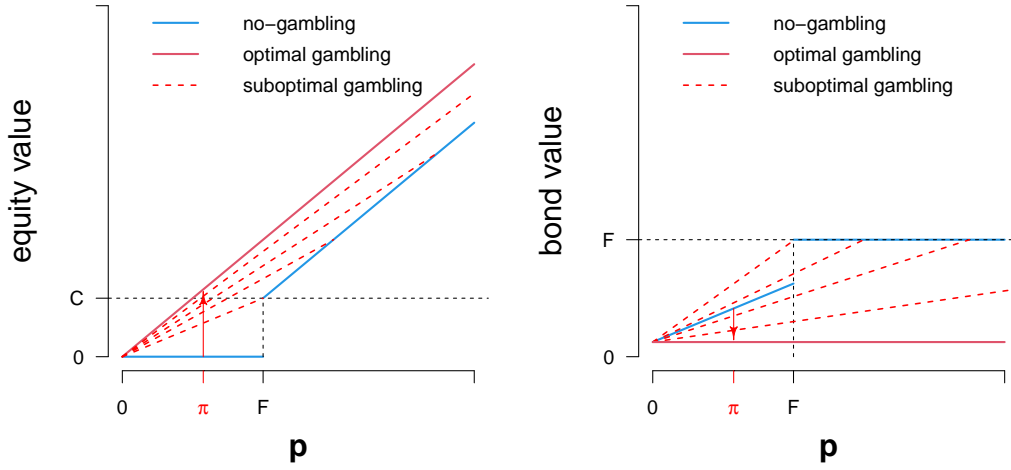 no−gambling
optimal gambling
suboptimal gambling
equity value
C
0
0
π
F
p
no−gambling
optimal gambling
suboptimal gambling
bond value
F
0
0
π
F
p